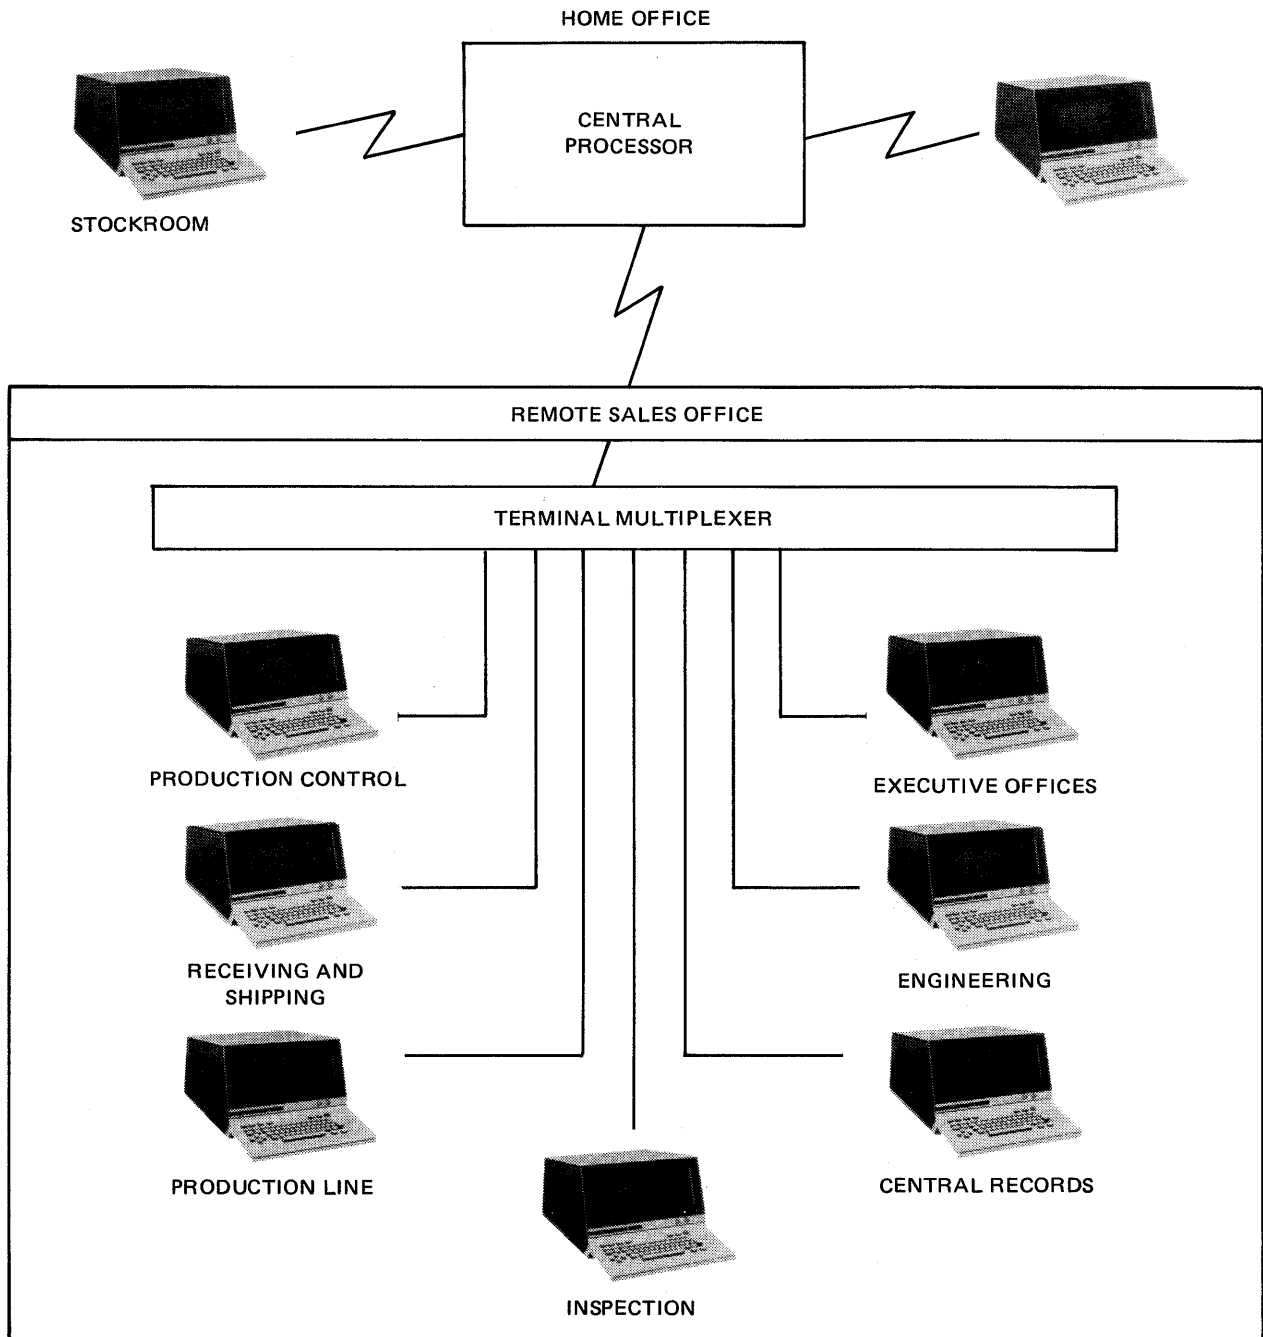 HOME OFFICE
CENTRAL
PROCESSOR
STOCKROOM
REMOTE SALES OFFICE
TERMINAL MULTIPLEXER
PRODUCTION CONTROL
EXECUTIVE OFFICES
RECEIVING AND
SHIPPING
ENGINEERING
PRODUCTION LINE
CENTRAL RECORDS
INSPECTION